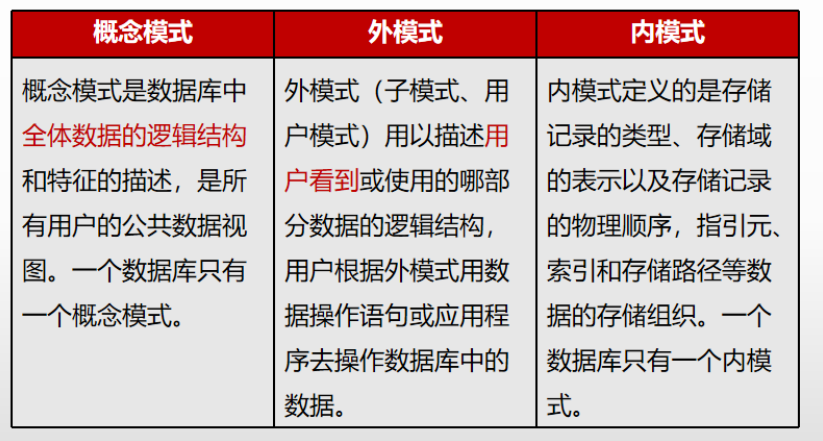 概念模式
外模式
内模式
概念模式是数据库中
全体数据的逻辑结构
和特征的描述，是所
有用户的公共数据视
图。一个数据库只有
一个概念模式。
外模式（子模式、用
户模式）用以描述用
户看到或使用的哪部
分数据的逻辑结构，
用户根据外模式用数
据操作语句或应用程
序去操作数据库中的
数据。
内模式定义的是存储
记录的类型、存储域
的表示以及存储记录
的物理顺序，指引元、
索引和存储路径等数
据的存储组织。一个
数据库只有一个内模
式。